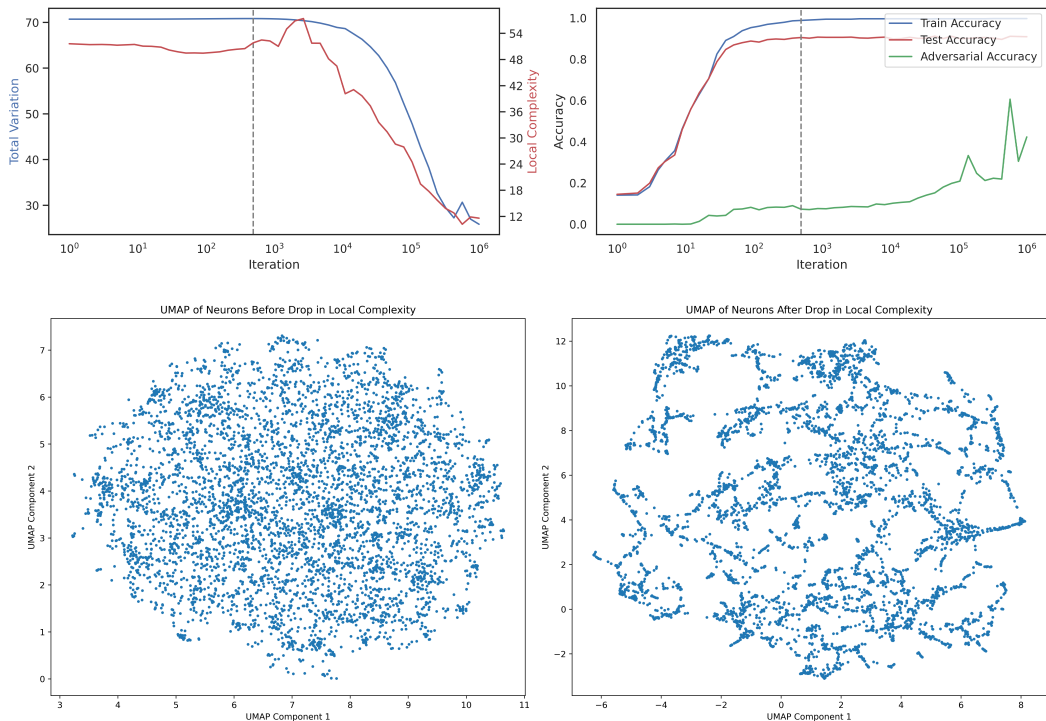 70
60
50
40
30
Total Variation
54
48
42
36
30
24
18
12
Local Complexity
10^0 10^1 10^2 10^3 10^4 10^5 10^6
Iteration
1.0
0.8
0.6
0.4
0.2
0.0
Accuracy
Train Accuracy
Test Accuracy
Adversarial Accuracy
10^0 10^1 10^2 10^3 10^4 10^5 10^6
Iteration
UMAP of Neurons Before Drop in Local Complexity
7
6
5
4
3
2
1
0
UMAP Component 2
3 4 5 6 7 8 9 10 11
UMAP Component 1
UMAP of Neurons After Drop in Local Complexity
12
10
8
6
4
2
0
−2
UMAP Component 2
−6 −4 −2 0 2 4 6 8
UMAP Component 1